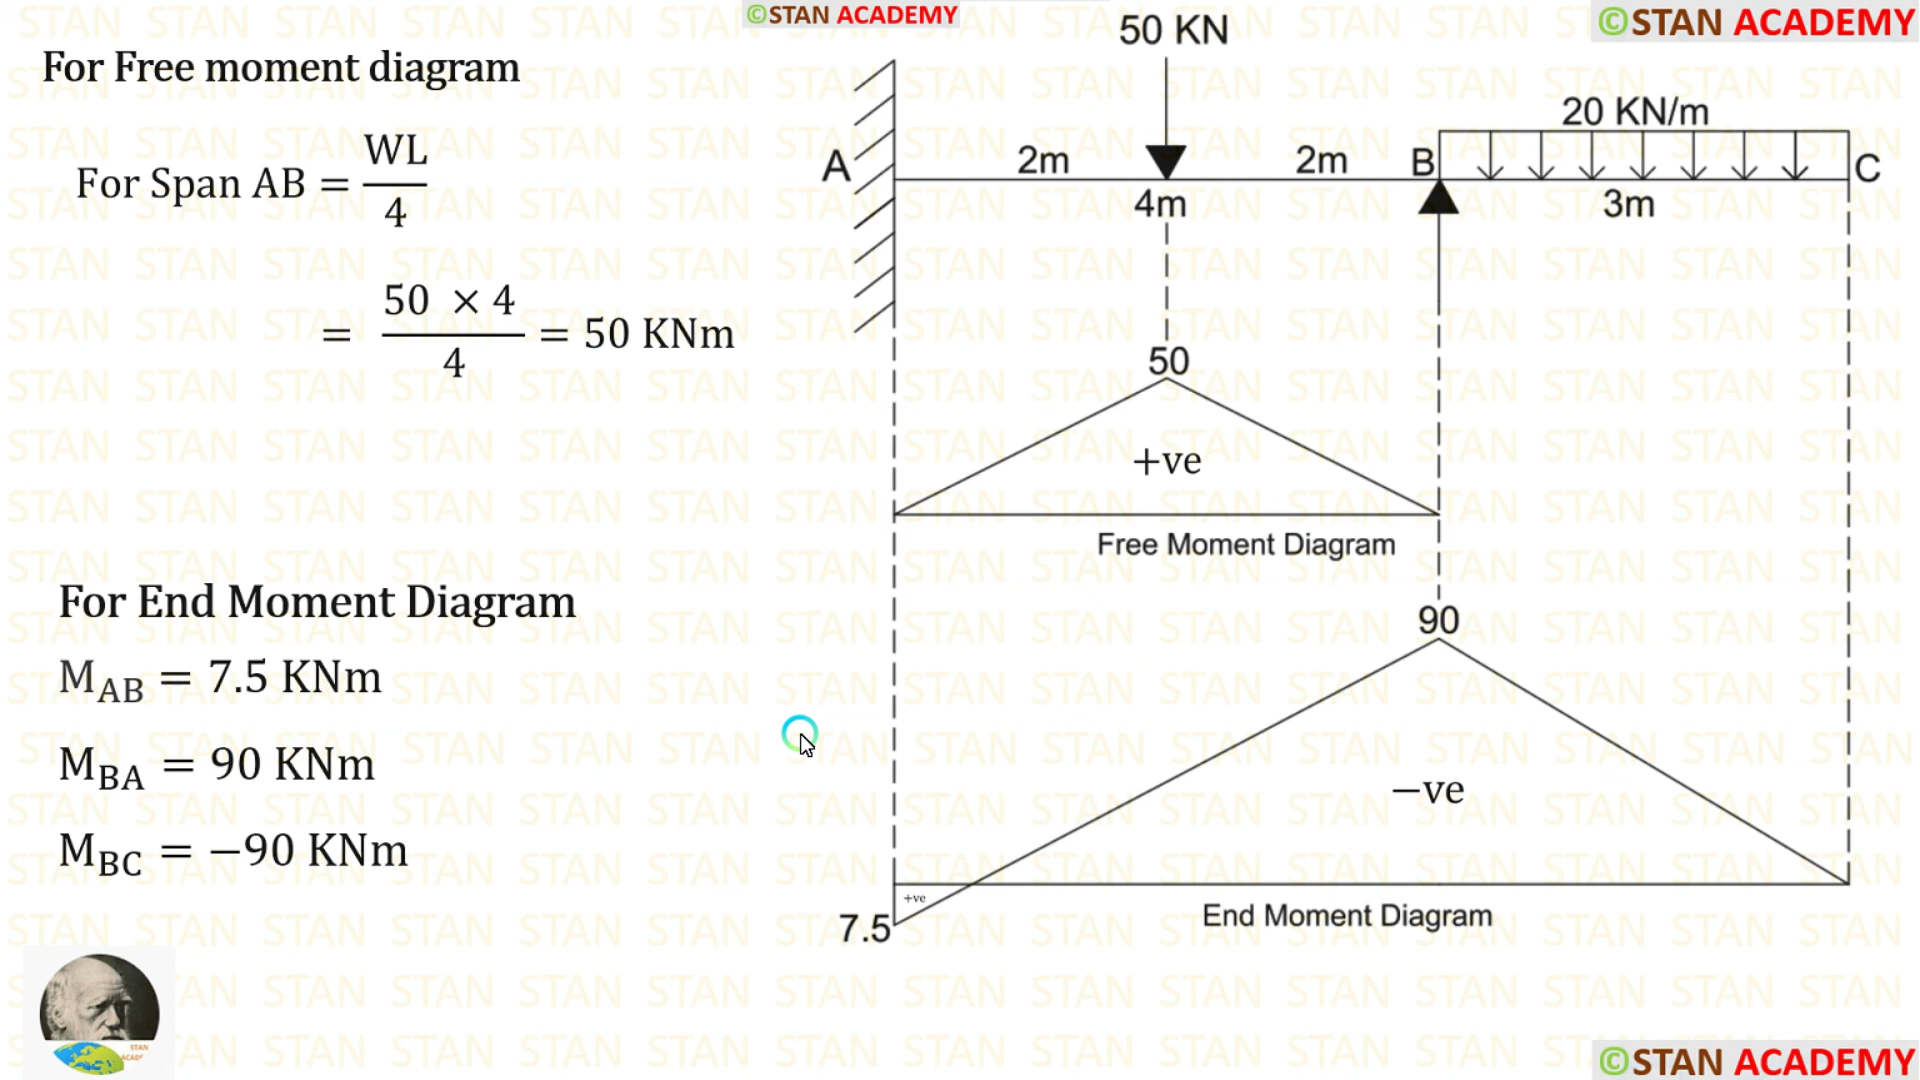 ©STAN ACADEMY
©STAN ACADEMY
For Free moment diagram
For Span AB = WL
4
= 50 × 4
4
= 50 KNm
For End Moment Diagram
M_AB = 7.5 KNm
M_BA = 90 KNm
M_BC = −90 KNm
50 KN
20 KN/m
A
2m
2m
B
C
4m
3m
50
+ve
Free Moment Diagram
90
−ve
+ve
7.5
End Moment Diagram
STAN
©STAN ACADEMY